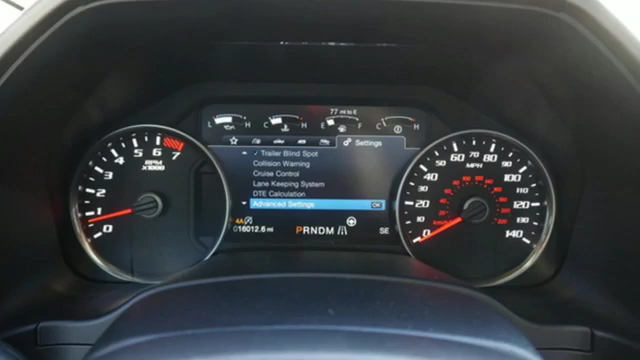 77 mi to E
L H C H E F C H
Settings
✓ Trailer Blind Spot
Collision Warning
Cruise Control
Lane Keeping System
DTE Calculation
Advanced Settings OK
4A
016012.6 mi
PRNDM
SE
0 1 2 3 4 5 6 7
RPM
X1000
0 20 40 60 80 100 120 140
MPH
km/h